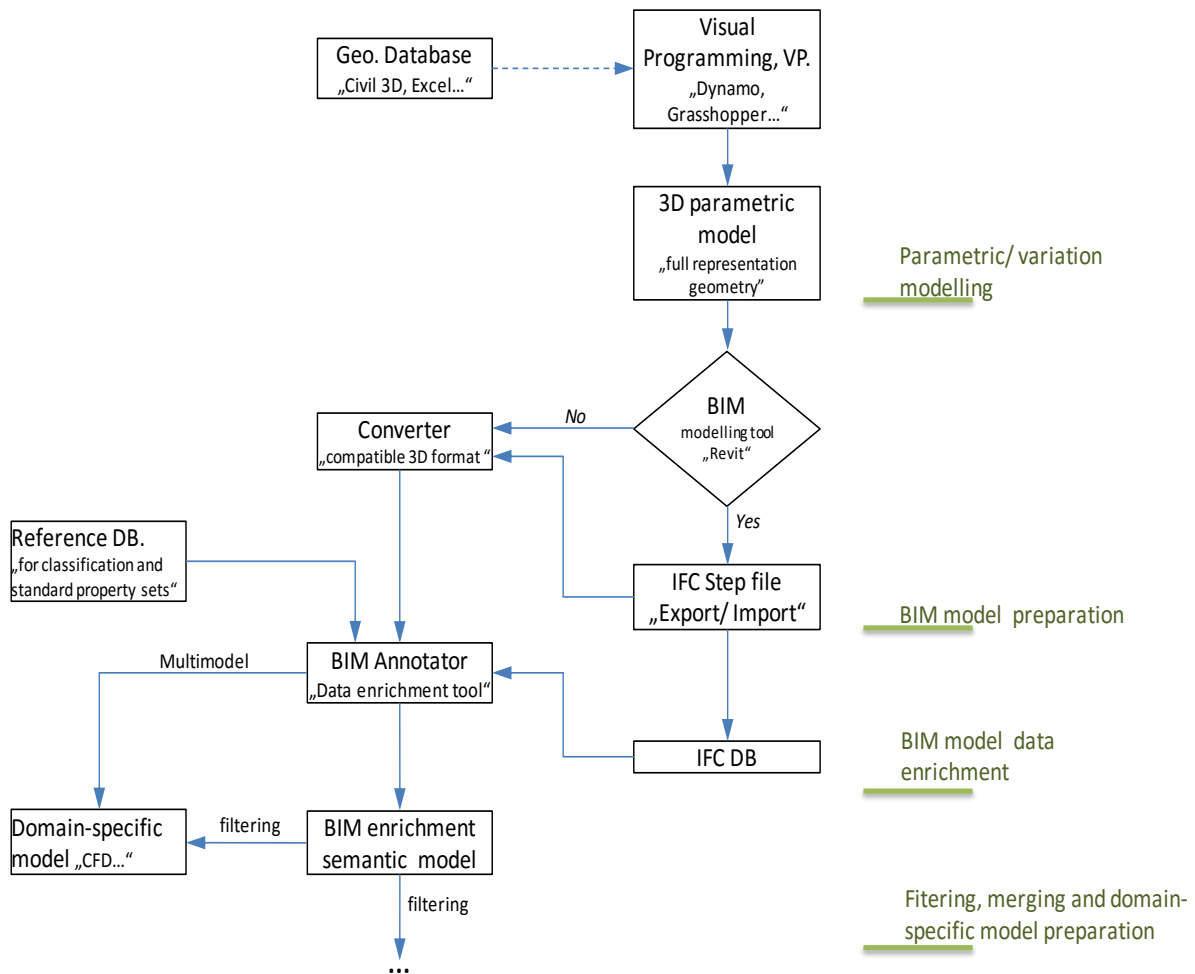 Visual
Programming, VP.
„Dynamo,
Grasshopper…“
Geo. Database
„Civil 3D, Excel…“
3D parametric
model
„full representation
geometry”
Parametric/ variation
modelling
BIM
modelling tool
„Revit“
No
Yes
Converter
„compatible 3D format “
Reference DB.
„for classification and
standard property sets“
IFC Step file
„Export/ Import“
BIM model preparation
Multimodel
BIM Annotator
„Data enrichment tool“
IFC DB
BIM model data
enrichment
Domain-specific
model „CFD…“
filtering
BIM enrichment
semantic model
filtering
...
Fitering, merging and domain-
specific model preparation